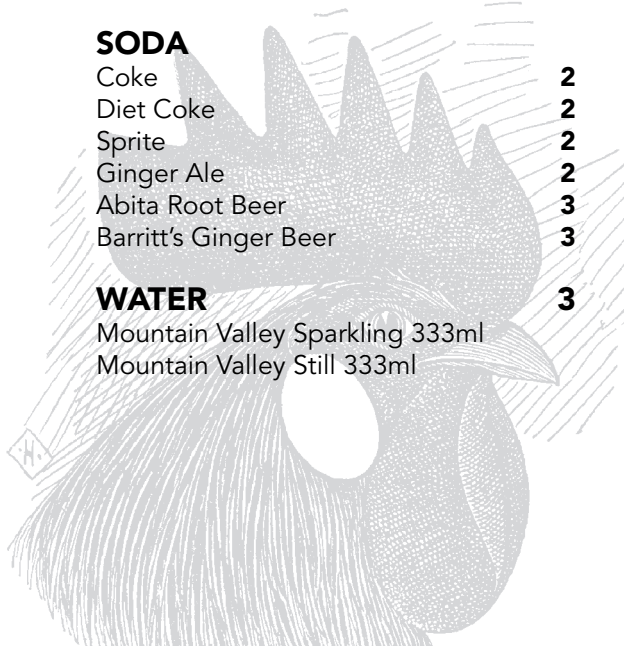 SODA
Coke 2
Diet Coke 2
Sprite 2
Ginger Ale 2
Abita Root Beer 3
Barritt’s Ginger Beer 3
WATER 3
Mountain Valley Sparkling 333ml
Mountain Valley Still 333ml
·H·